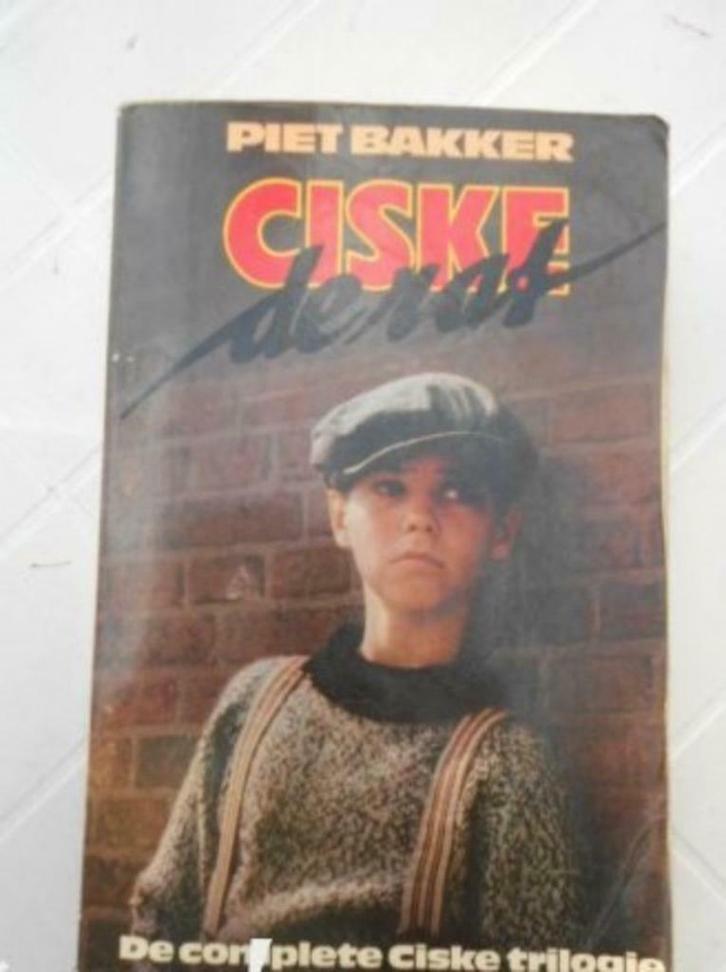 PIET BAKKER
CISKE
de rat
De complete Ciske trilogie